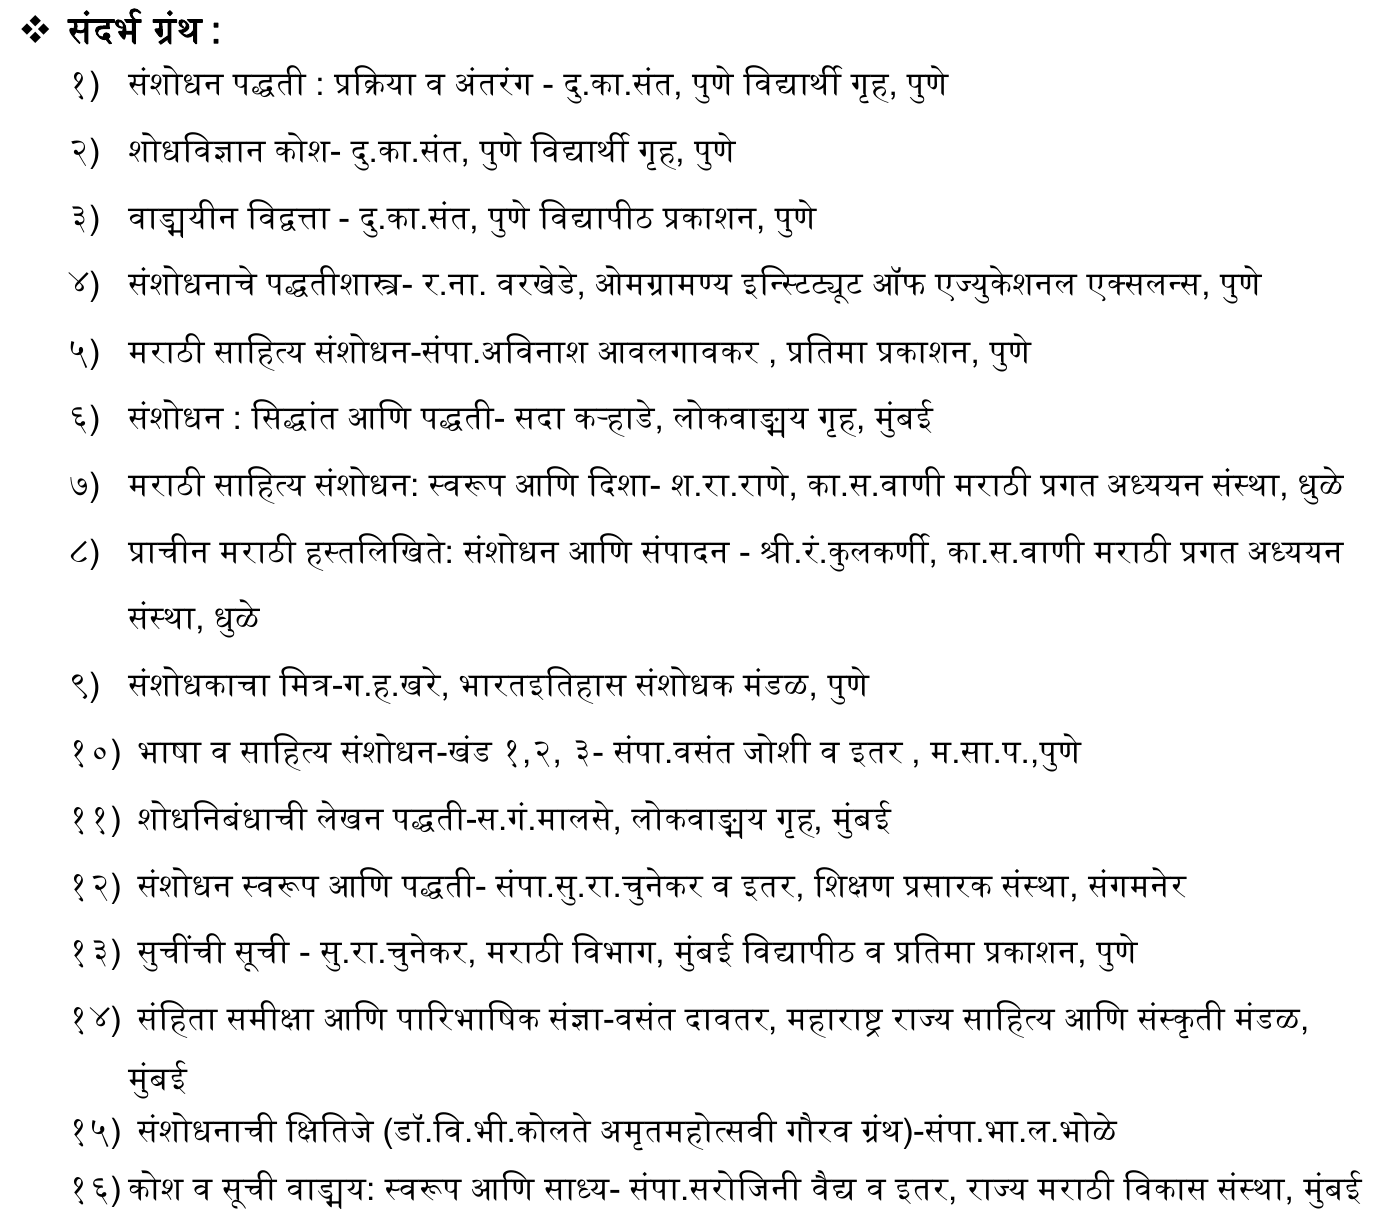 ❖ संदर्भ ग्रंथ :
१) संशोधन पद्धती : प्रक्रिया व अंतरंग - दु.का.संत, पुणे विद्यार्थी गृह, पुणे
२) शोधविज्ञान कोश- दु.का.संत, पुणे विद्यार्थी गृह, पुणे
३) वाङ्मयीन विद्वत्ता - दु.का.संत, पुणे विद्यापीठ प्रकाशन, पुणे
४) संशोधनाचे पद्धतीशास्त्र- र.ना. वरखेडे, ओमग्रामण्य इन्स्टिट्यूट ऑफ एज्युकेशनल एक्सलन्स, पुणे
५) मराठी साहित्य संशोधन-संपा.अविनाश आवलगावकर , प्रतिमा प्रकाशन, पुणे
६) संशोधन : सिद्धांत आणि पद्धती- सदा कऱ्हाडे, लोकवाङ्मय गृह, मुंबई
७) मराठी साहित्य संशोधन: स्वरूप आणि दिशा- श.रा.राणे, का.स.वाणी मराठी प्रगत अध्ययन संस्था, धुळे
८) प्राचीन मराठी हस्तलिखिते: संशोधन आणि संपादन - श्री.रं.कुलकर्णी, का.स.वाणी मराठी प्रगत अध्ययन
संस्था, धुळे
९) संशोधकाचा मित्र-ग.ह.खरे, भारतइतिहास संशोधक मंडळ, पुणे
१०) भाषा व साहित्य संशोधन-खंड १,२, ३- संपा.वसंत जोशी व इतर , म.सा.प.,पुणे
११) शोधनिबंधाची लेखन पद्धती-स.गं.मालसे, लोकवाङ्मय गृह, मुंबई
१२) संशोधन स्वरूप आणि पद्धती- संपा.सु.रा.चुनेकर व इतर, शिक्षण प्रसारक संस्था, संगमनेर
१३) सुचींची सूची - सु.रा.चुनेकर, मराठी विभाग, मुंबई विद्यापीठ व प्रतिमा प्रकाशन, पुणे
१४) संहिता समीक्षा आणि पारिभाषिक संज्ञा-वसंत दावतर, महाराष्ट्र राज्य साहित्य आणि संस्कृती मंडळ,
मुंबई
१५) संशोधनाची क्षितिजे (डॉ.वि.भी.कोलते अमृतमहोत्सवी गौरव ग्रंथ)-संपा.भा.ल.भोळे
१६) कोश व सूची वाङ्मय: स्वरूप आणि साध्य- संपा.सरोजिनी वैद्य व इतर, राज्य मराठी विकास संस्था, मुंबई